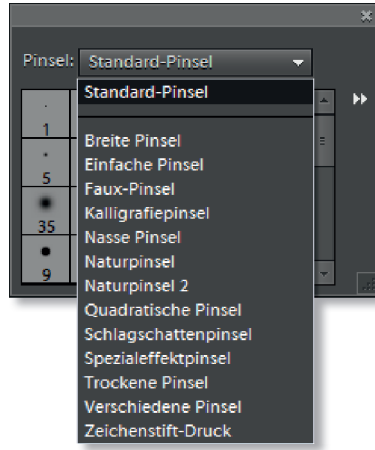 Pinsel: Standard-Pinsel
Standard-Pinsel
1
5
35
9
Breite Pinsel
Einfache Pinsel
Faux-Pinsel
Kalligrafiepinsel
Nasse Pinsel
Naturpinsel
Naturpinsel 2
Quadratische Pinsel
Schlagschattenpinsel
Spezialeffektpinsel
Trockene Pinsel
Verschiedene Pinsel
Zeichenstift-Druck